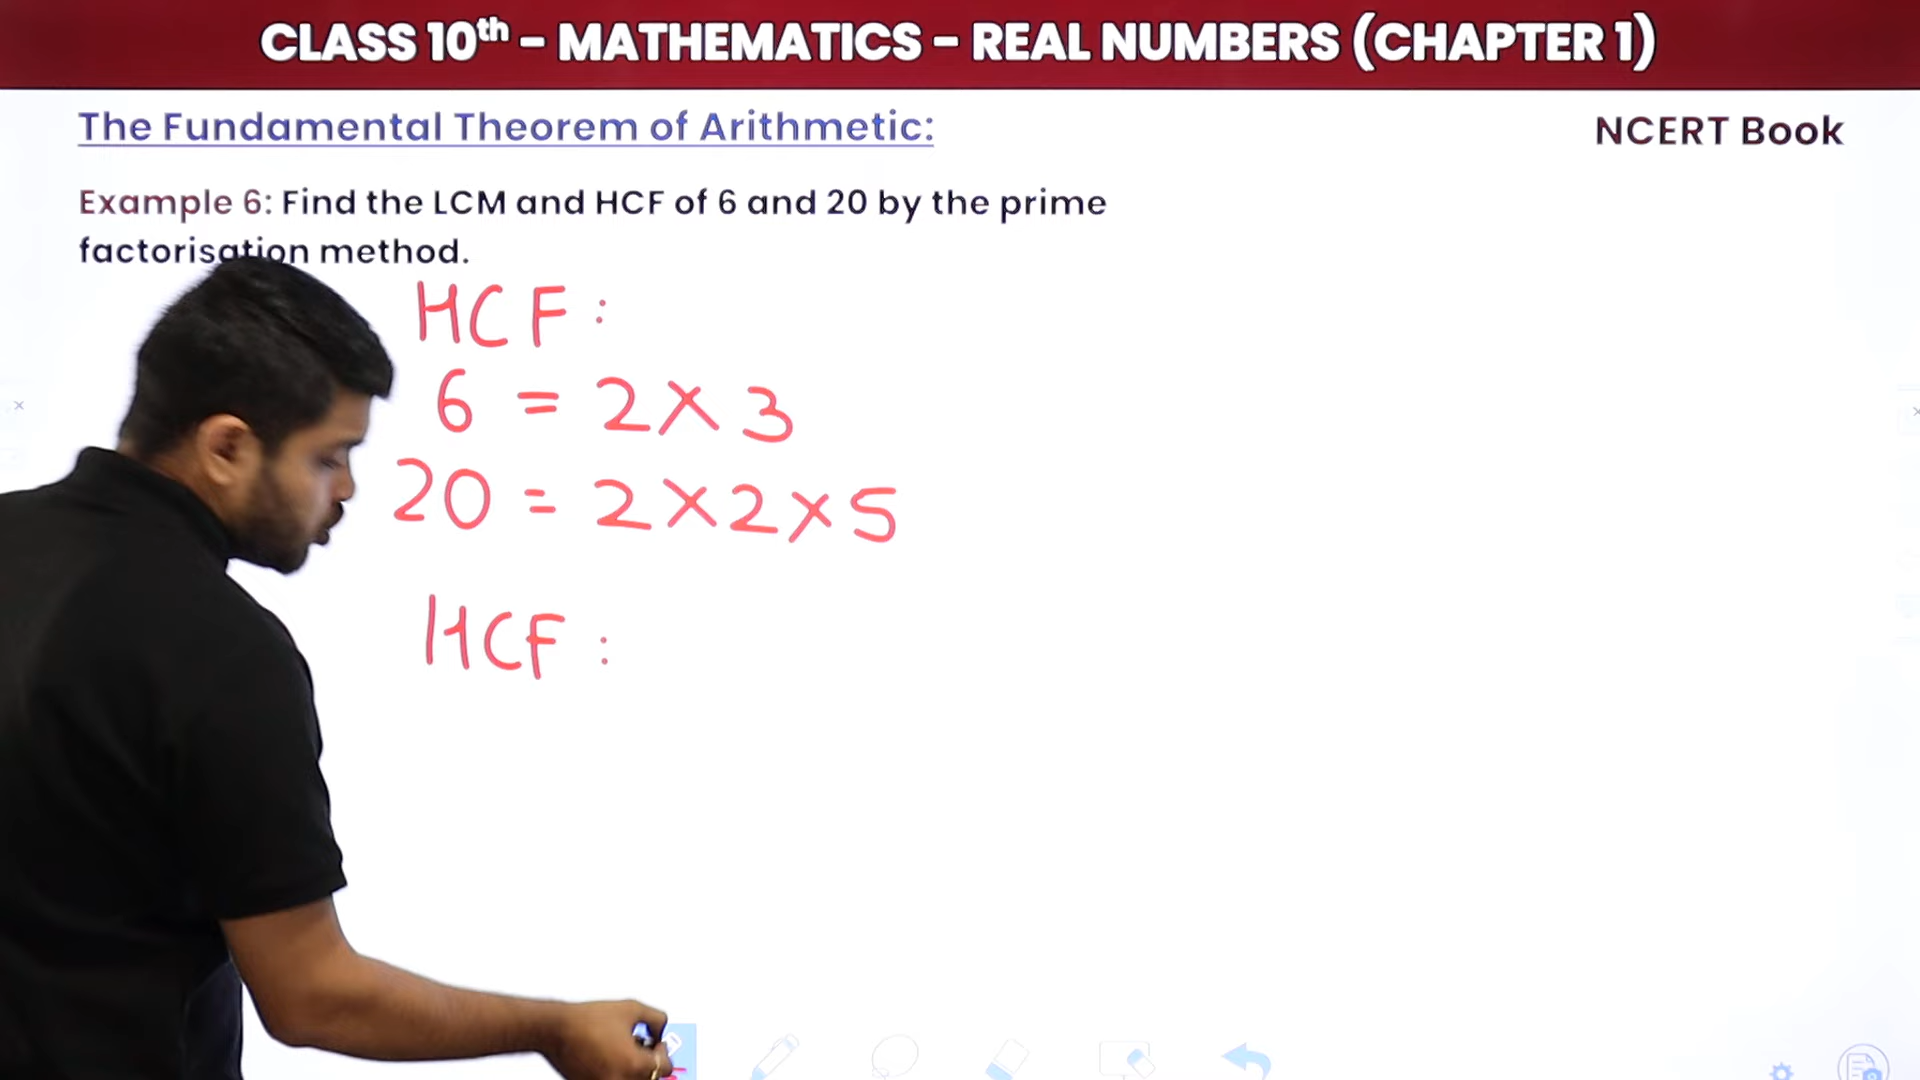 CLASS 10th - MATHEMATICS - REAL NUMBERS (CHAPTER 1)
The Fundamental Theorem of Arithmetic:
NCERT Book
Example 6: Find the LCM and HCF of 6 and 20 by the prime
factorisation method.
HCF :
6 = 2 × 3
20 = 2 × 2 × 5
HCF :